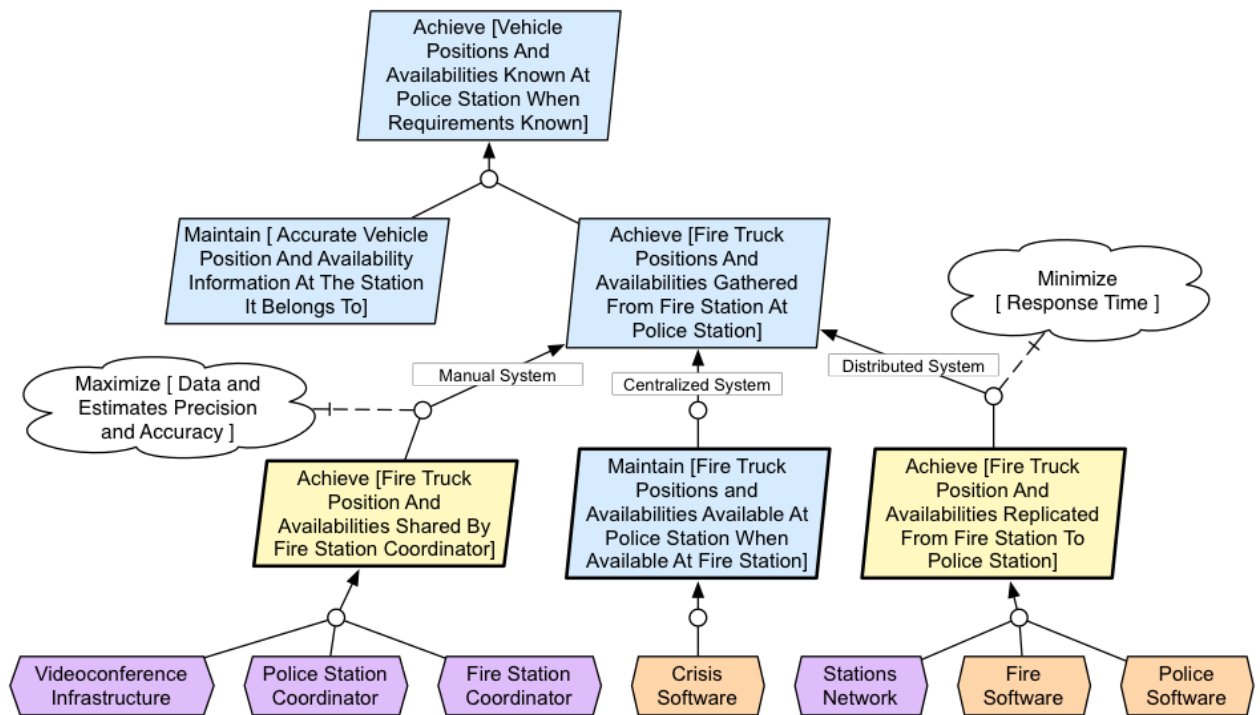 Achieve [Vehicle
Positions And
Availabilities Known At
Police Station When
Requirements Known]
Maintain [ Accurate Vehicle
Position And Availability
Information At The Station
It Belongs To]
Achieve [Fire Truck
Positions And
Availabilities Gathered
From Fire Station At
Police Station]
Minimize
[ Response Time ]
Manual System
Centralized System
Distributed System
Maximize [ Data and
Estimates Precision
and Accuracy ]
Achieve [Fire Truck
Position And
Availabilities Shared By
Fire Station Coordinator]
Maintain [Fire Truck
Positions and
Availabilities Available At
Police Station When
Available At Fire Station]
Achieve [Fire Truck
Position And
Availabilities Replicated
From Fire Station To
Police Station]
Videoconference
Infrastructure
Police Station
Coordinator
Fire Station
Coordinator
Crisis
Software
Stations
Network
Fire
Software
Police
Software